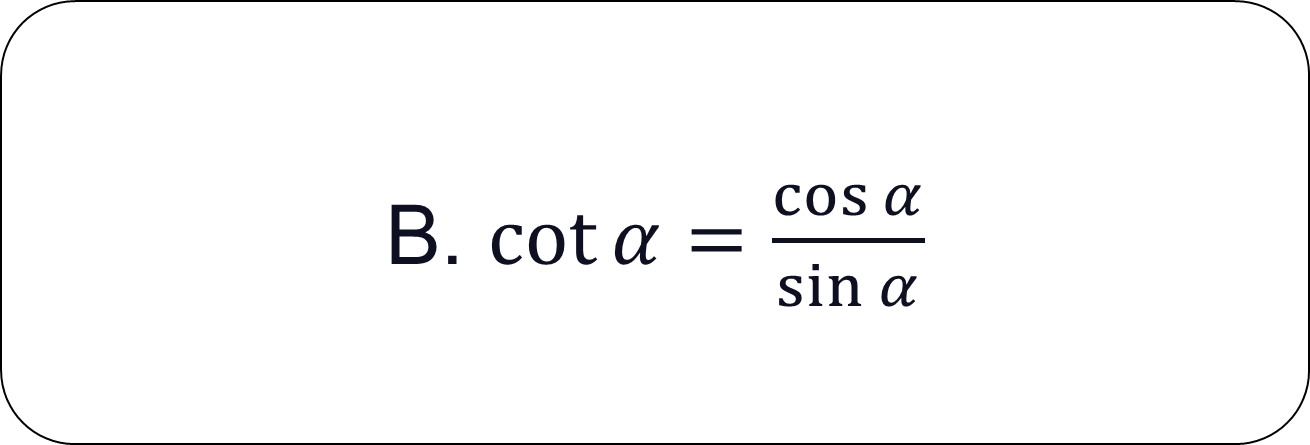 B. cot α = cos α / sin α